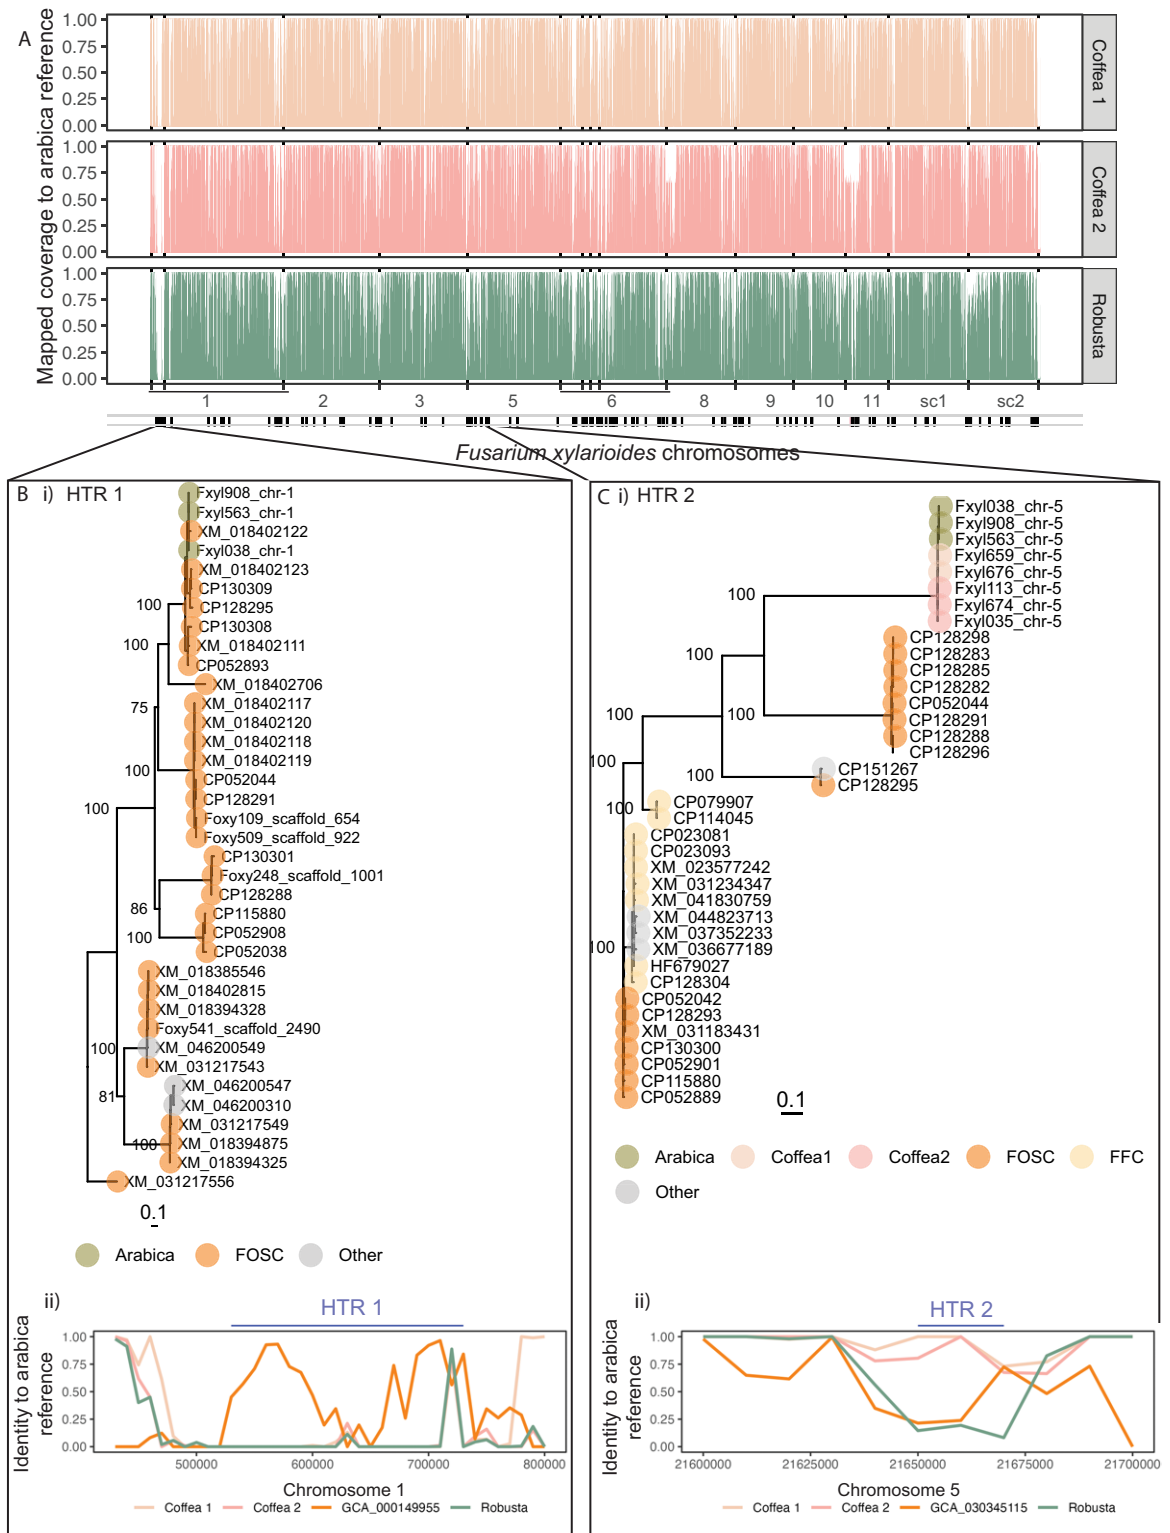 A
Mapped coverage to arabica reference
1.00
0.75
0.50
0.25
0.00
Coffea 1
1.00
0.75
0.50
0.25
0.00
Coffea 2
1.00
0.75
0.50
0.25
0.00
Robusta
1 2 3 5 6 8 9 10 11 sc1 sc2
Fusarium xylarioides chromosomes
B i) HTR 1
Fxyl908_chr-1
Fxyl563_chr-1
XM_018402122
Fxyl038_chr-1
XM_018402123
CP130309
CP128295
CP130308
XM_018402111
CP052893
XM_018402706
XM_018402117
XM_018402120
XM_018402118
XM_018402119
CP052044
CP128291
Foxy109_scaffold_654
Foxy509_scaffold_922
CP130301
Foxy248_scaffold_1001
CP128288
CP115880
CP052908
CP052038
XM_018385546
XM_018402815
XM_018394328
Foxy541_scaffold_2490
XM_046200549
XM_031217543
XM_046200547
XM_046200310
XM_031217549
XM_018394875
XM_018394325
XM_031217556
100
100
75
100
100
86
100
100
81
100
0.1
Arabica FOSC Other
ii)
HTR 1
Identity to arabica
reference
1.00
0.75
0.50
0.25
0.00
500000 600000 700000 800000
Chromosome 1
Coffea 1 Coffea 2 GCA_000149955 Robusta
C i) HTR 2
Fxyl038_chr-5
Fxyl908_chr-5
Fxyl563_chr-5
Fxyl659_chr-5
Fxyl676_chr-5
Fxyl113_chr-5
Fxyl674_chr-5
Fxyl035_chr-5
CP128298
CP128283
CP128285
CP128282
CP052044
CP128291
CP128288
CP128296
CP151267
CP128295
CP079907
CP114045
CP023081
CP023093
XM_023577242
XM_031234347
XM_041830759
XM_044823713
XM_037352233
XM_036677189
HF679027
CP128304
CP052042
CP128293
XM_031183431
CP130300
CP052901
CP115880
CP052889
100
100
100
100
100
100
100
100
0.1
Arabica Coffea1 Coffea2 FOSC FFC
Other
ii)
HTR 2
Identity to arabica
reference
1.00
0.75
0.50
0.25
0.00
21600000 21625000 21650000 21675000 21700000
Chromosome 5
Coffea 1 Coffea 2 GCA_030345115 Robusta